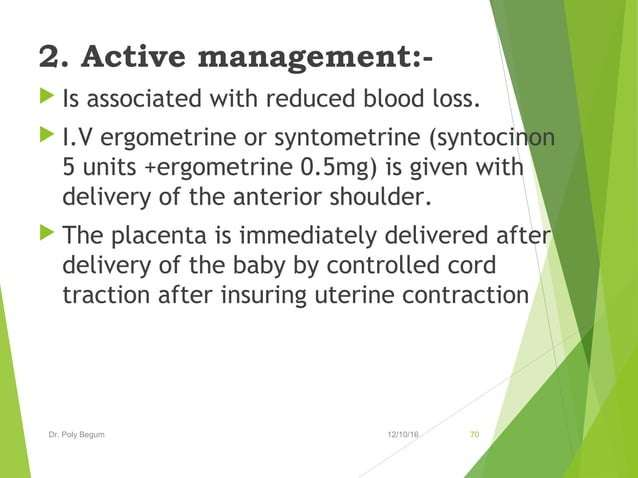 2. Active management:-
Is associated with reduced blood loss.
I.V ergometrine or syntometrine (syntocinon
5 units +ergometrine 0.5mg) is given with
delivery of the anterior shoulder.
The placenta is immediately delivered after
delivery of the baby by controlled cord
traction after insuring uterine contraction
Dr. Poly Begum 12/10/16 70